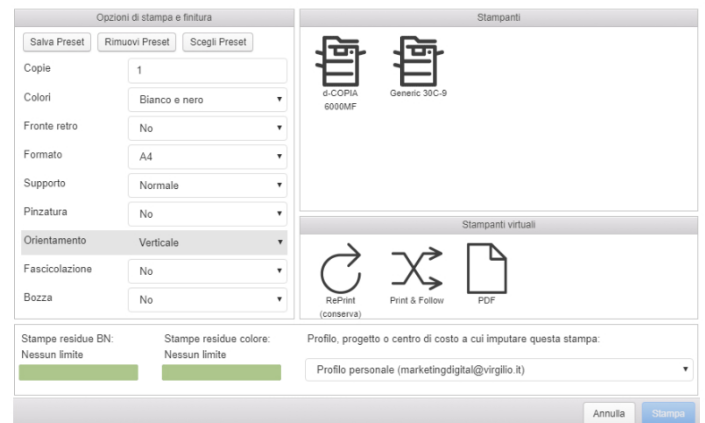 Opzioni di stampa e finitura
Salva Preset Rimuovi Preset Scegli Preset
Copie 1
Colori Bianco e nero
Fronte retro No
Formato A4
Supporto Normale
Pinzatura No
Orientamento Verticale
Fascicolazione No
Bozza No
Stampanti
d-COPIA Generic 30C-9
6000MF
Stampanti virtuali
RePrint Print & Follow PDF
(conserva)
Stampe residue BN: Stampe residue colore: Profilo, progetto o centro di costo a cui imputare questa stampa:
Nessun limite Nessun limite
Profilo personale (marketingdigital@virgilio.it)
Annulla Stampa